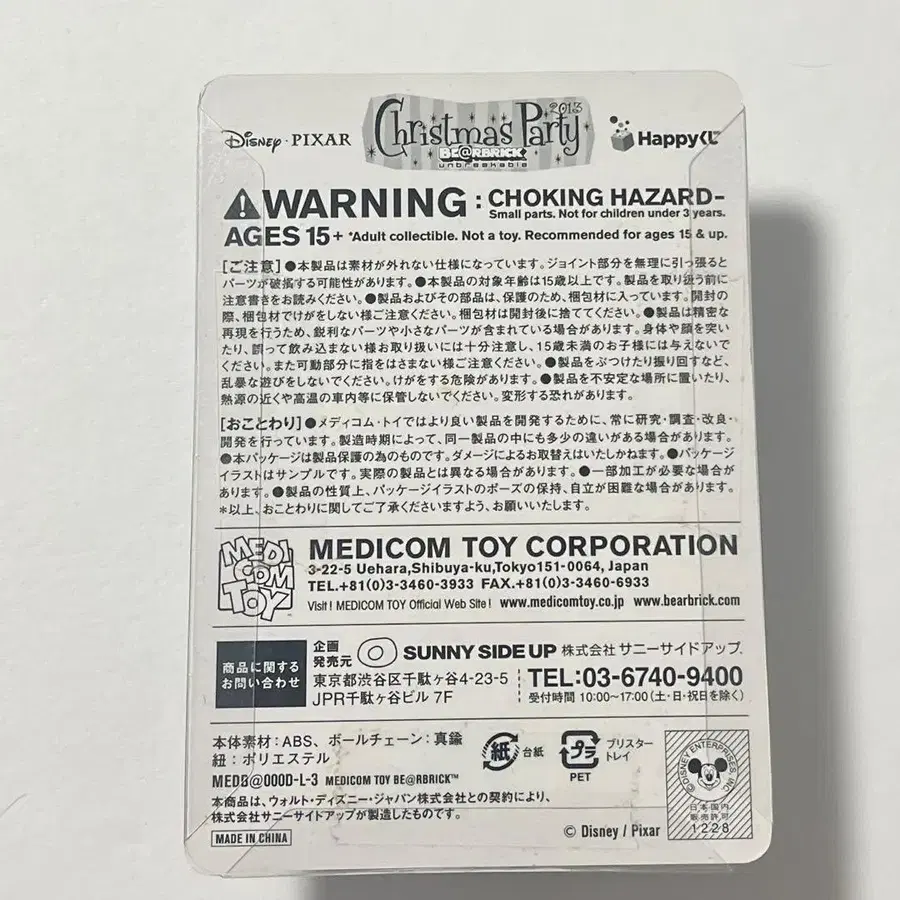 Disney · PIXAR
Christmas Party 2013
BE@RBRICK
unbreakable
Happyくじ
WARNING : CHOKING HAZARD-
Small parts. Not for children under 3 years.
AGES 15+ *Adult collectible. Not a toy. Recommended for ages 15 & up.
[ご注意] ●本製品は素材が外れない仕様になっています。ジョイント部分を無理に引っ張ると
パーツが破損する可能性があります。●本製品の対象年齢は15歳以上です。製品を取り扱う前に
注意書きをお読みください。●製品およびその部品は、保護のため、梱包材に入っています。開封の
際、梱包材でけがをしない様ご注意ください。梱包材は開封後に捨ててください。●製品は精密な
再現を行うため、鋭利なパーツや小さなパーツが含まれている場合があります。身体や顔を突い
たり、誤って飲み込まない様お取り扱いには十分注意し、15歳未満のお子様には与えないで
ください。また可動部分に指をはさまない様ご注意ください。●製品をぶつけたり振り回すなど、
乱暴な遊びをしないでください。けがをする危険があります。●製品を不安定な場所に置いたり、
熱源の近くや高温の車内等に保管しないでください。変形する恐れがあります。
[おことわり] ●メディコム・トイではより良い製品を開発するために、常に研究・調査・改良・
開発を行っています。製造時期によって、同一製品の中にも多少の違いがある場合があります。
●本パッケージは製品保護の為のものです。ダメージによるお取替えはいたしかねます。●パッケージ
イラストはサンプルです。実際の製品とは異なる場合があります。●一部加工が必要な場合が
あります。●製品の性質上、パッケージイラストのポーズの保持、自立が困難な場合があります。
*以上、おことわりに関してご了承くださいますよう、お願いいたします。
MEDICOM TOY
MEDICOM TOY CORPORATION
3-22-5 Uehara,Shibuya-ku,Tokyo151-0064, Japan
TEL.+81(0)3-3460-3933 FAX.+81(0)3-3460-6933
Visit ! MEDICOM TOY Official Web Site ! www.medicomtoy.co.jp www.bearbrick.com
商品に関する
お問い合わせ
企画
発売元
SUNNY SIDE UP 株式会社 サニーサイドアップ.
東京都渋谷区千駄ヶ谷4-23-5
JPR千駄ヶ谷ビル 7F
TEL:03-6740-9400
受付時間 10:00〜17:00(土・日・祝日を除く)
本体素材:ABS、ボールチェーン:真鍮
紐:ポリエステル
紙 台紙
プラ PET
ブリスター
トレイ
MEDB@000D-L-3 MEDICOM TOY BE@RBRICK™
本商品は、ウォルト・ディズニー・ジャパン株式会社との契約により、
株式会社サニーサイドアップが製造したものです。
MADE IN CHINA
© Disney / Pixar
©DISNEY ENTERPRISES, INC.
日本国内
販売許可
1228